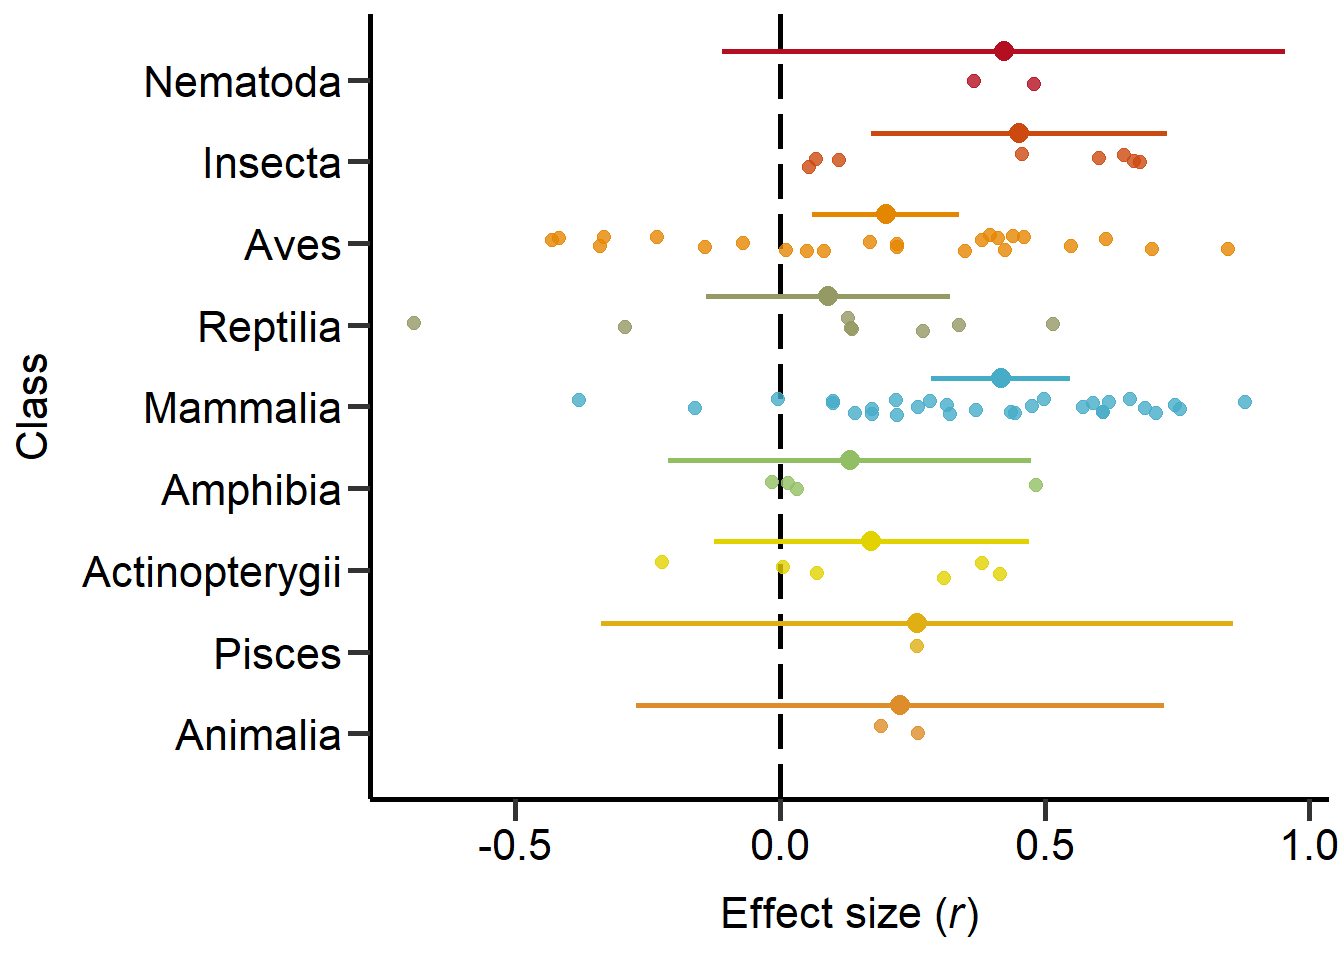 Nematoda
Insecta
Aves
Reptilia
Mammalia
Amphibia
Actinopterygii
Pisces
Animalia
Class
-0.5 0.0 0.5 1.0
Effect size (r)